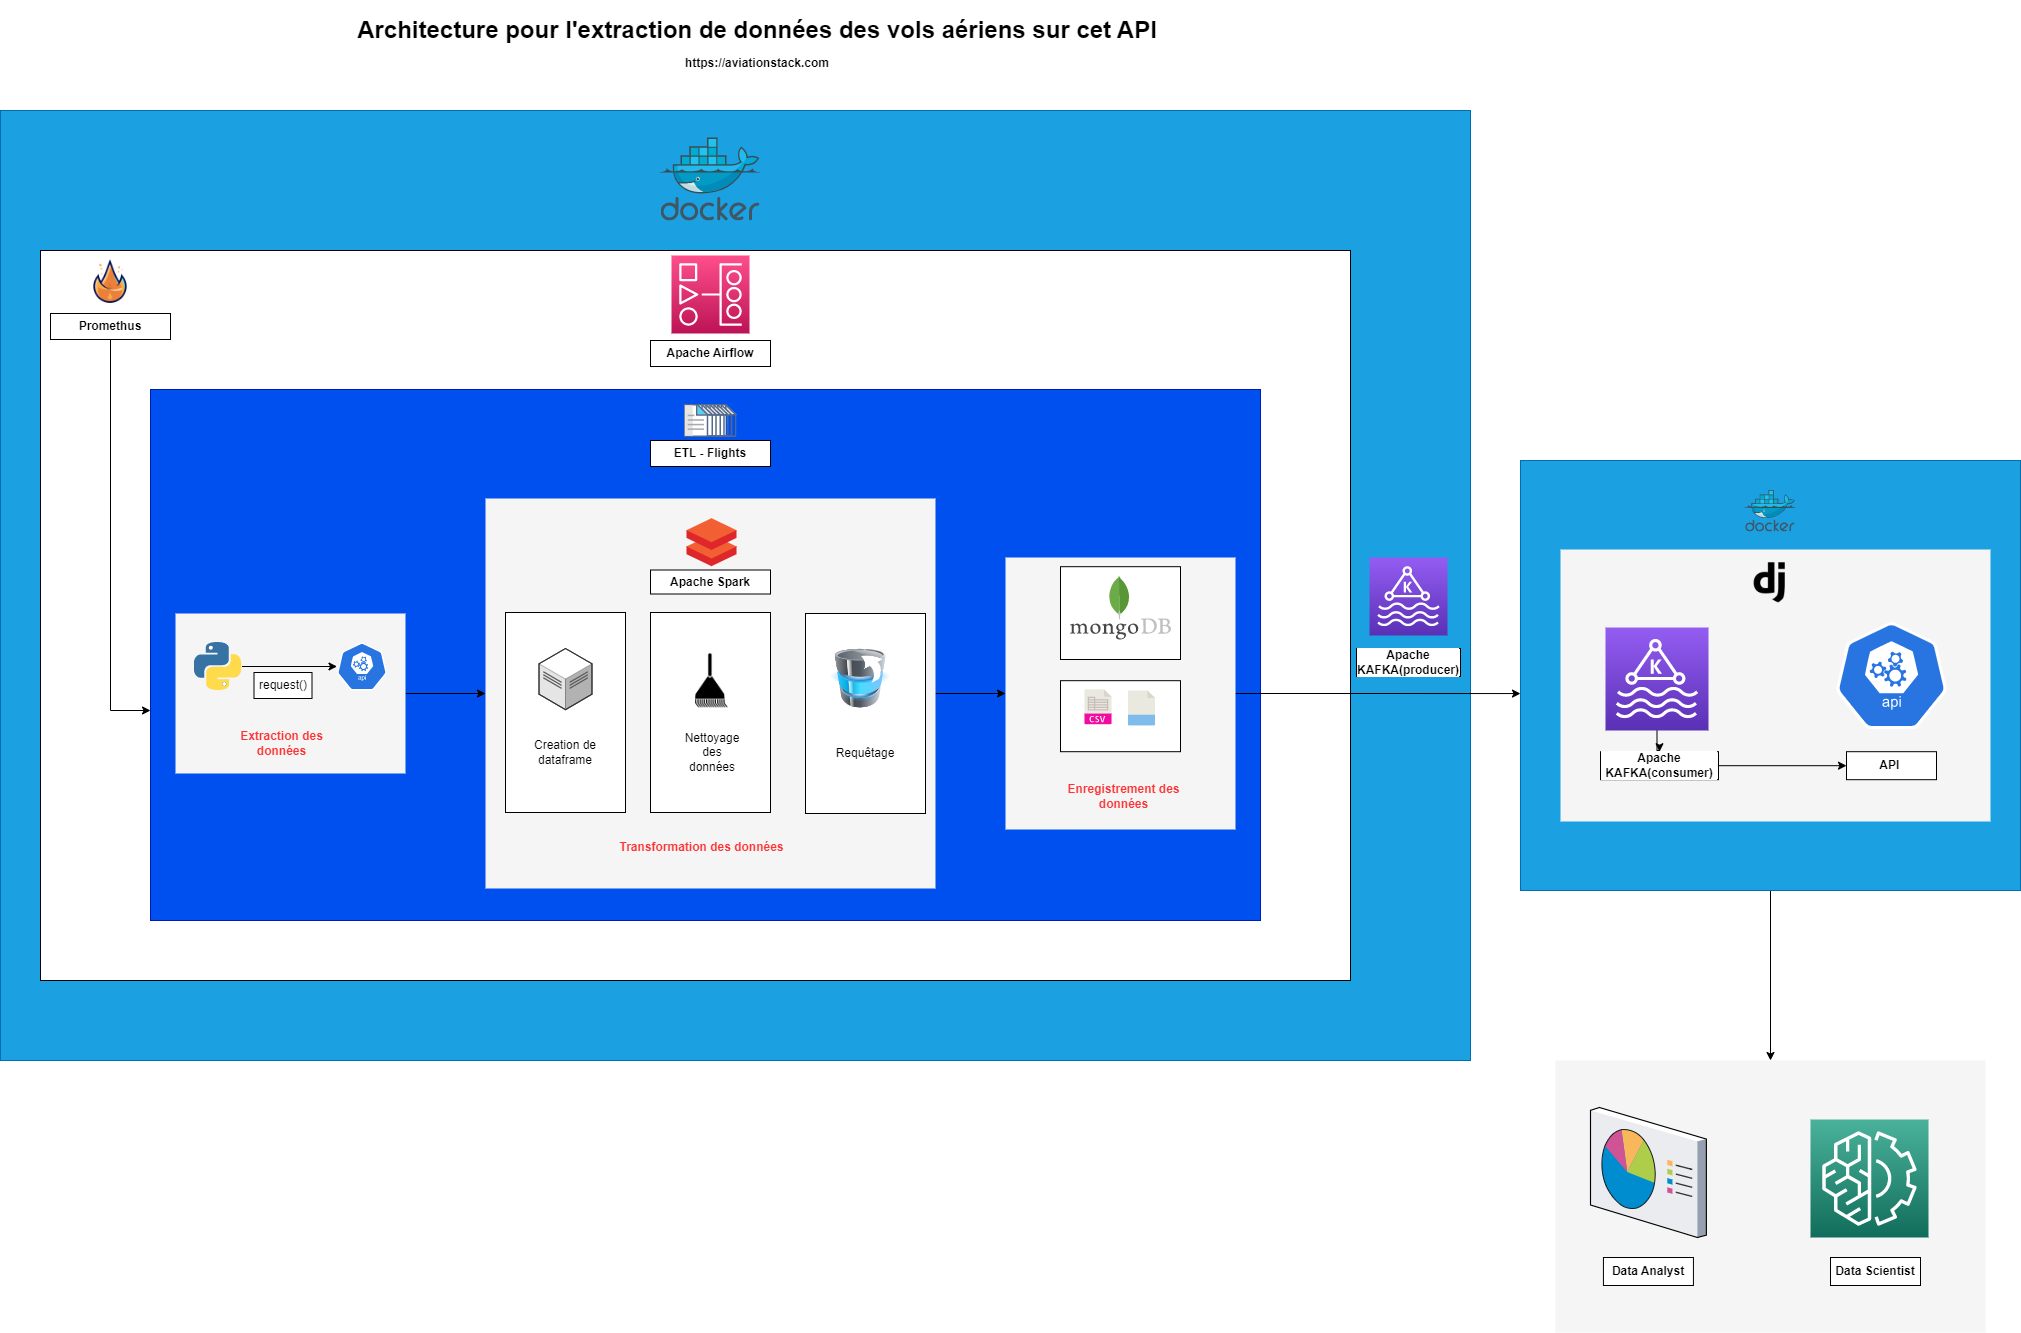 Architecture pour l'extraction de données des vols aériens sur cet API
https://aviationstack.com
docker
Promethus
Apache Airflow
ETL - Flights
Apache Spark
request()
api
Extraction des
données
Creation de
dataframe
Nettoyage
des
données
Requêtage
Transformation des données
mongoDB
CSV
Enregistrement des
données
K
Apache
KAFKA(producer)
docker
dj
K
Apache
KAFKA(consumer)
api
API
Data Analyst
Data Scientist